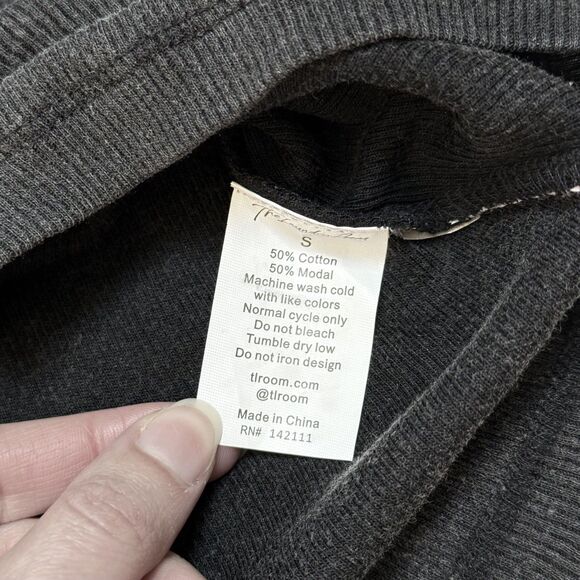 S
50% Cotton
50% Modal
Machine wash cold
with like colors
Normal cycle only
Do not bleach
Tumble dry low
Do not iron design
tlroom.com
@tlroom
Made in China
RN# 142111